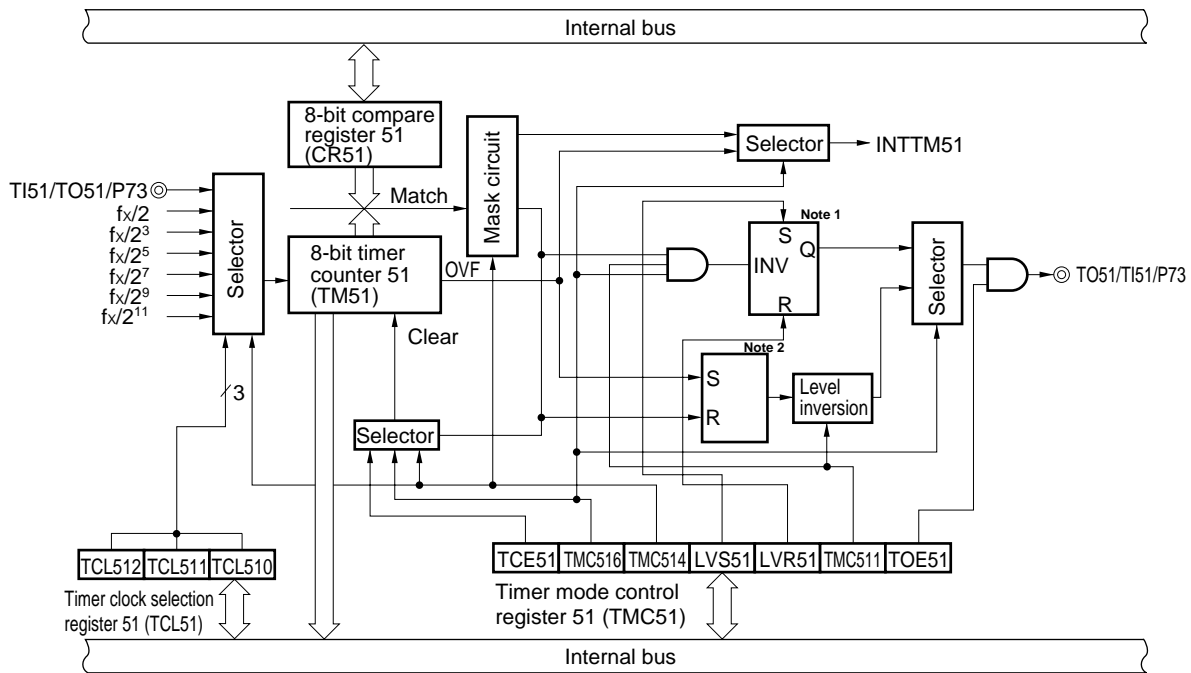 Internal bus
8-bit compare
register 51
(CR51)
Mask circuit
Selector
INTTM51
TI51/TO51/P73
fX/2
fX/2³
fX/2⁵
fX/2⁷
fX/2⁹
fX/2¹¹
Selector
Match
8-bit timer
counter 51
(TM51)
OVF
Clear
Note 1
S
Q
INV
R
Selector
TO51/TI51/P73
Note 2
S
R
Level
inversion
3
Selector
TCL512 TCL511 TCL510
Timer clock selection
register 51 (TCL51)
TCE51 TMC516 TMC514 LVS51 LVR51 TMC511 TOE51
Timer mode control
register 51 (TMC51)
Internal bus